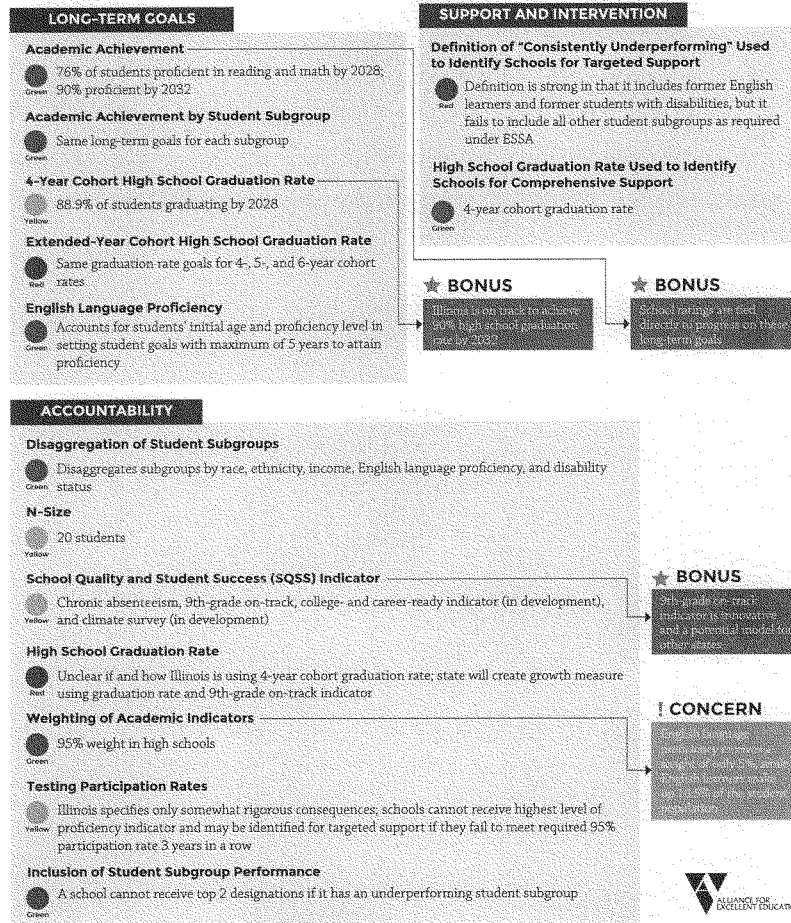 LONG-TERM GOALS
Academic Achievement
Green
76% of students proficient in reading and math by 2028;
90% proficient by 2032
Academic Achievement by Student Subgroup
Green
Same long-term goals for each subgroup
4-Year Cohort High School Graduation Rate
Yellow
88.9% of students graduating by 2028
Extended-Year Cohort High School Graduation Rate
Red
Same graduation rate goals for 4-, 5-, and 6-year cohort
rates
English Language Proficiency
Green
Accounts for students' initial age and proficiency level in
setting student goals with maximum of 5 years to attain
proficiency
SUPPORT AND INTERVENTION
Definition of "Consistently Underperforming" Used
to Identify Schools for Targeted Support
Red
Definition is strong in that it includes former English
learners and former students with disabilities, but it
fails to include all other student subgroups as required
under ESSA
High School Graduation Rate Used to Identify
Schools for Comprehensive Support
Green
4-year cohort graduation rate
BONUS
Illinois is on track to achieve
90% high school graduation
rate by 2032
BONUS
School ratings are tied
directly to progress on these
long-term goals
ACCOUNTABILITY
Disaggregation of Student Subgroups
Green
Disaggregates subgroups by race, ethnicity, income, English language proficiency, and disability
status
N-Size
Yellow
20 students
School Quality and Student Success (SQSS) Indicator
Yellow
Chronic absenteeism, 9th-grade on-track, college- and career-ready indicator (in development),
and climate survey (in development)
High School Graduation Rate
Red
Unclear if and how Illinois is using 4-year cohort graduation rate; state will create growth measure
using graduation rate and 9th-grade on-track indicator
Weighting of Academic Indicators
Green
95% weight in high schools
Testing Participation Rates
Yellow
Illinois specifies only somewhat rigorous consequences; schools cannot receive highest level of
proficiency indicator and may be identified for targeted support if they fail to meet required 95%
participation rate 3 years in a row
Inclusion of Student Subgroup Performance
Green
A school cannot receive top 2 designations if it has an underperforming student subgroup
BONUS
9th-grade on-track
indicator is innovative
and a potential model for
other states
! CONCERN
English language
ALLIANCE FOR
EXCELLENT EDUCATION